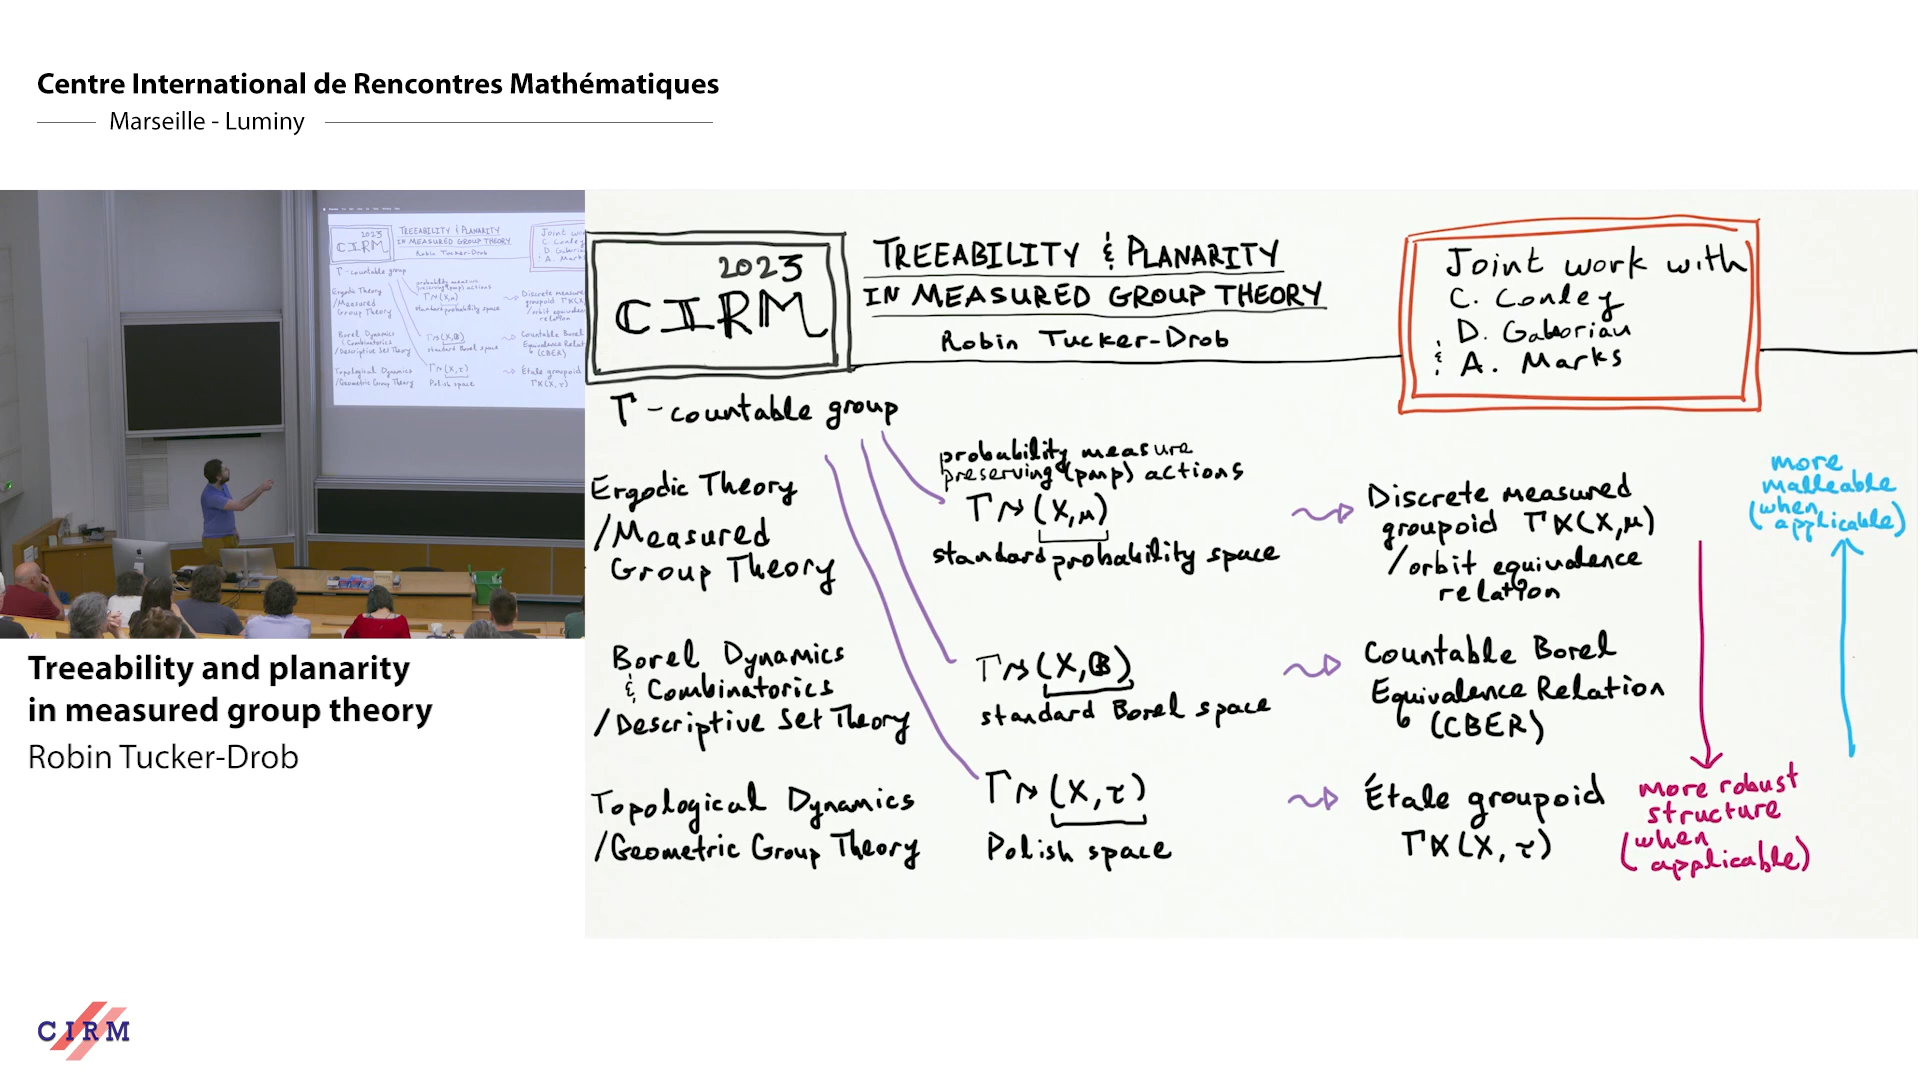 Centre International de Rencontres Mathématiques
Marseille - Luminy
2023
CIRM
TREEABILITY & PLANARITY
IN MEASURED GROUP THEORY
Robin Tucker-Drob
Joint work with
C. Conley
D. Gaboriau
& A. Marks
Γ - countable group
Ergodic Theory
/Measured
Group Theory
probability measure
preserving (pmp) actions
Γ↷(X,μ)
standard probability space
Discrete measured
groupoid Γ⋉(X,μ)
/orbit equivalence
relation
more
malleable
(when
applicable)
Borel Dynamics
& Combinatorics
/Descriptive Set Theory
Γ↷(X,B)
standard Borel space
Countable Borel
Equivalence Relation
(CBER)
Topological Dynamics
/Geometric Group Theory
Γ↷(X,τ)
Polish space
Étale groupoid
Γ⋉(X,τ)
more robust
structure
(when
applicable)
Treeability and planarity
in measured group theory
Robin Tucker-Drob
CIRM